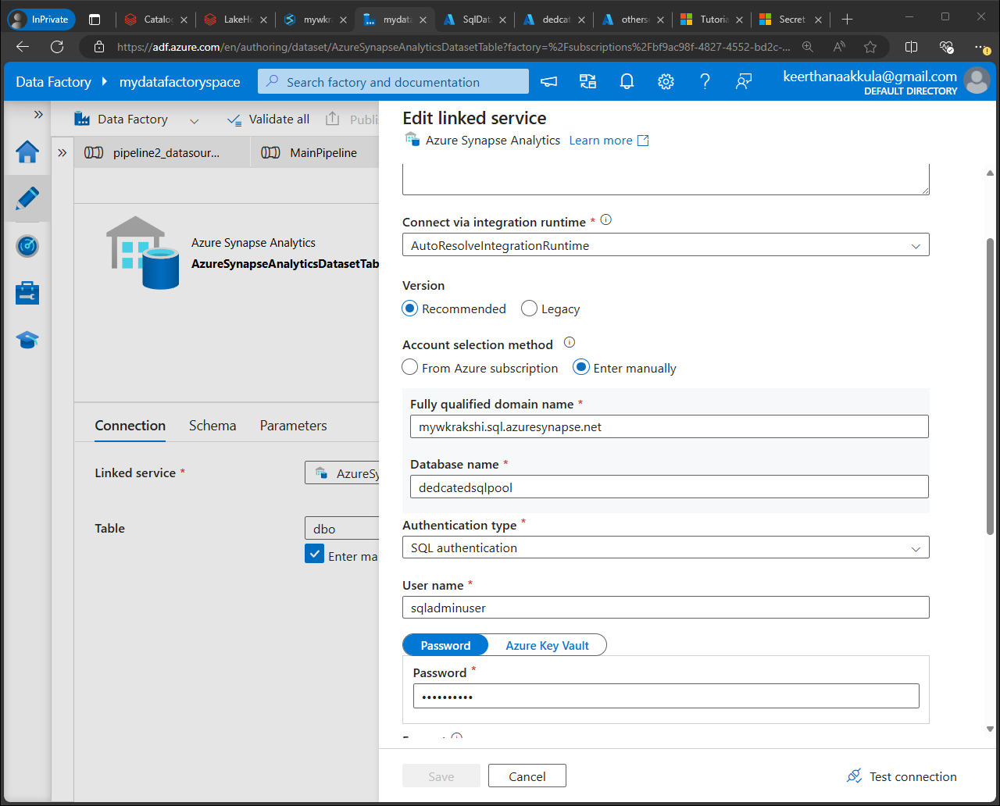 InPrivate
Catalog
LakeHo
mywkra
mydata
SqlData
dedcat
others
Tutoria
Secret
https://adf.azure.com/en/authoring/dataset/AzureSynapseAnalyticsDatasetTable?factory=%2Fsubscriptions%2Fbf9ac98f-4827-4552-bd2c-...
Data Factory
mydatafactoryspace
Search factory and documentation
keerthanaakkula@gmail.com
DEFAULT DIRECTORY
Data Factory
Validate all
Publi
pipeline2_datasour...
MainPipeline
Azure Synapse Analytics
AzureSynapseAnalyticsDatasetTab
Connection
Schema
Parameters
Linked service *
AzureSy
Table
dbo
Enter ma
Edit linked service
Azure Synapse Analytics
Learn more
Connect via integration runtime *
AutoResolveIntegrationRuntime
Version
Recommended
Legacy
Account selection method
From Azure subscription
Enter manually
Fully qualified domain name *
mywkrakshi.sql.azuresynapse.net
Database name *
dedcatedsqlpool
Authentication type *
SQL authentication
User name *
sqladminuser
Password
Azure Key Vault
Password *
••••••••••
Save
Cancel
Test connection